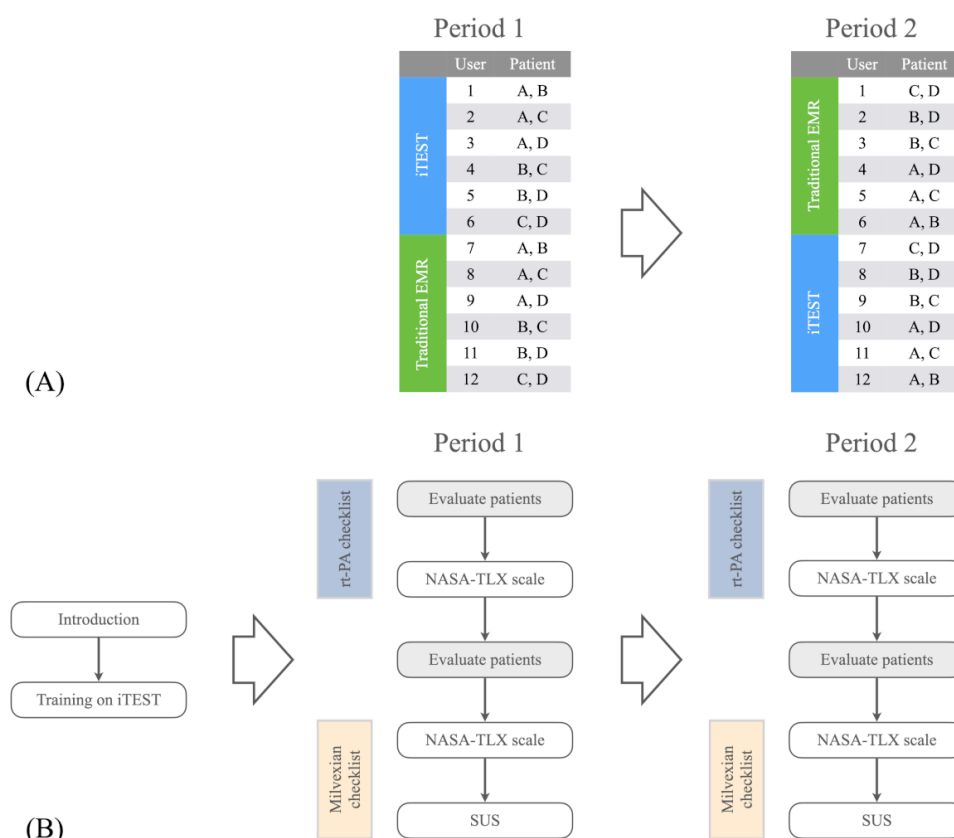 Period 1
Period 2
User Patient
1 A, B
2 A, C
3 A, D
4 B, C
5 B, D
6 C, D
7 A, B
8 A, C
9 A, D
10 B, C
11 B, D
12 C, D
iTEST
Traditional EMR
User Patient
1 C, D
2 B, D
3 B, C
4 A, D
5 A, C
6 A, B
7 C, D
8 B, D
9 B, C
10 A, D
11 A, C
12 A, B
Traditional EMR
iTEST
(A)
Period 1
Period 2
Introduction
Training on iTEST
rt-PA checklist
Evaluate patients
NASA-TLX scale
Evaluate patients
Milvexian
checklist
NASA-TLX scale
SUS
rt-PA checklist
Evaluate patients
NASA-TLX scale
Evaluate patients
Milvexian
checklist
NASA-TLX scale
SUS
(B)